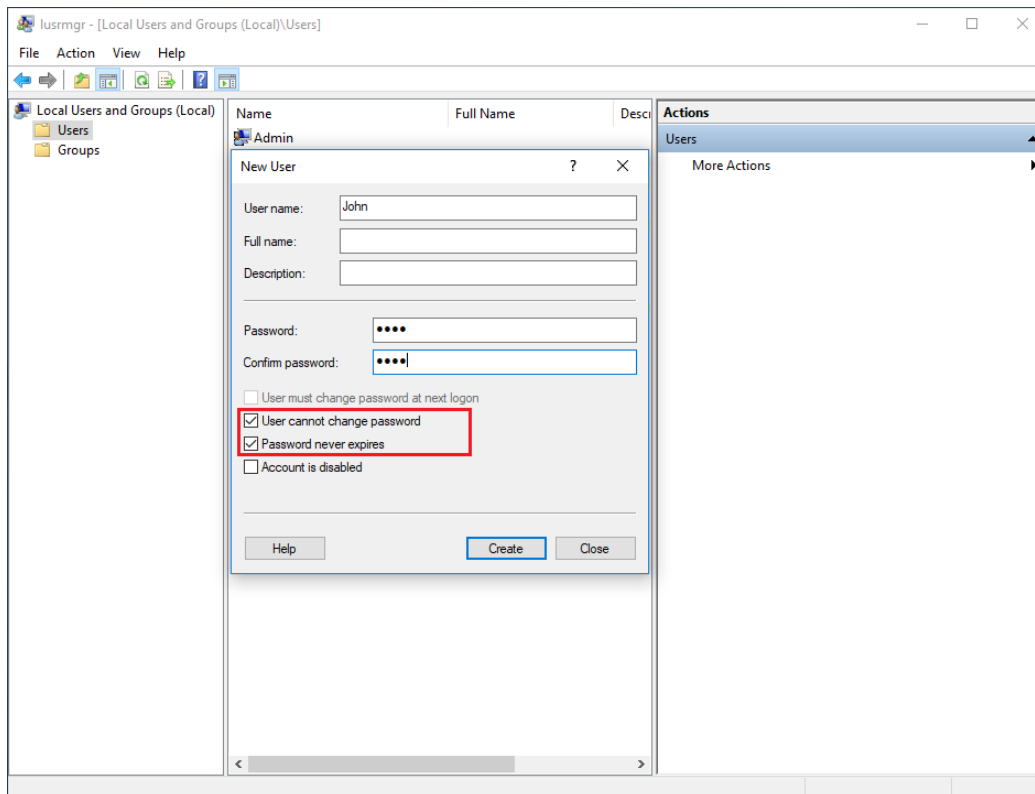 lusrmgr - [Local Users and Groups (Local)\Users]
File Action View Help
Local Users and Groups (Local)
Users
Groups
Name Full Name Descr
Admin
Actions
Users
More Actions
New User ? 
User name: John
Full name:
Description:
Password: ••••
Confirm password: ••••
User must change password at next logon
User cannot change password
Password never expires
Account is disabled
Help Create Close